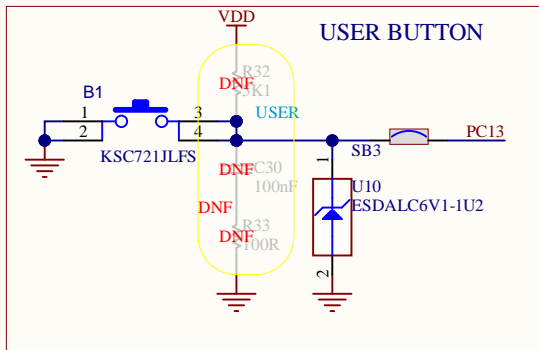 VDD
USER BUTTON
R32
DNF
5K1
B1
1
2
3
4
USER
KSC721JLFS
PC13
SB3
C30
DNF
100nF
DNF
R33
DNF
100R
1
U10
ESDALC6V1-1U2
2